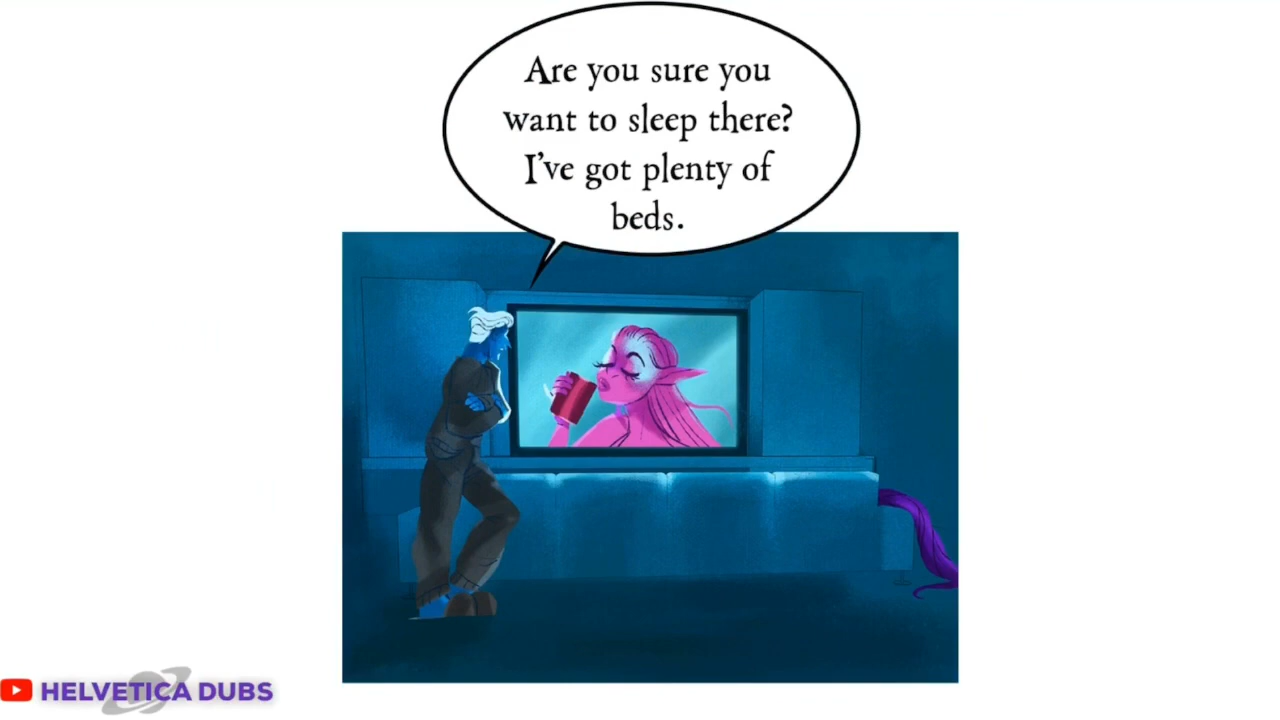 Are you sure you
want to sleep there?
I've got plenty of
beds.
HELVETICA DUBS